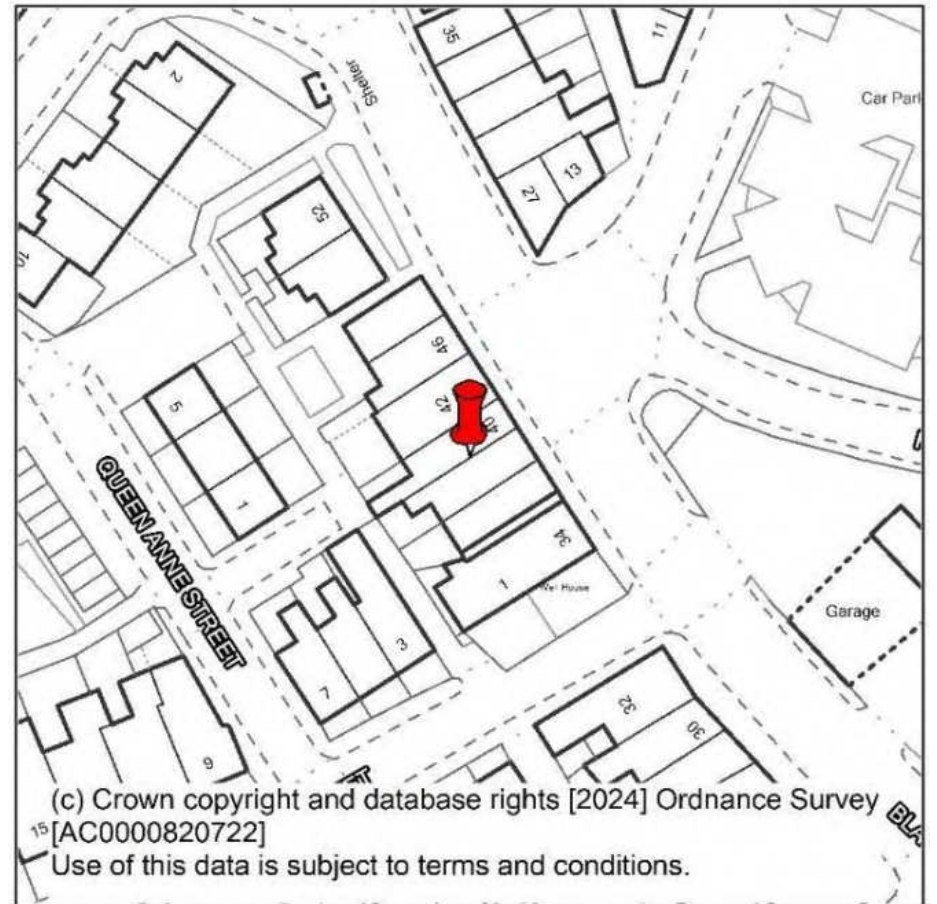 35
11
2
Shelter
Car Park
27
13
52
10
46
42
40
5
1
QUEEN ANNE STREET
34
1
3
7
Garage
32
30
9
(c) Crown copyright and database rights [2024] Ordnance Survey
15
[AC0000820722]
BLA
Use of this data is subject to terms and conditions.